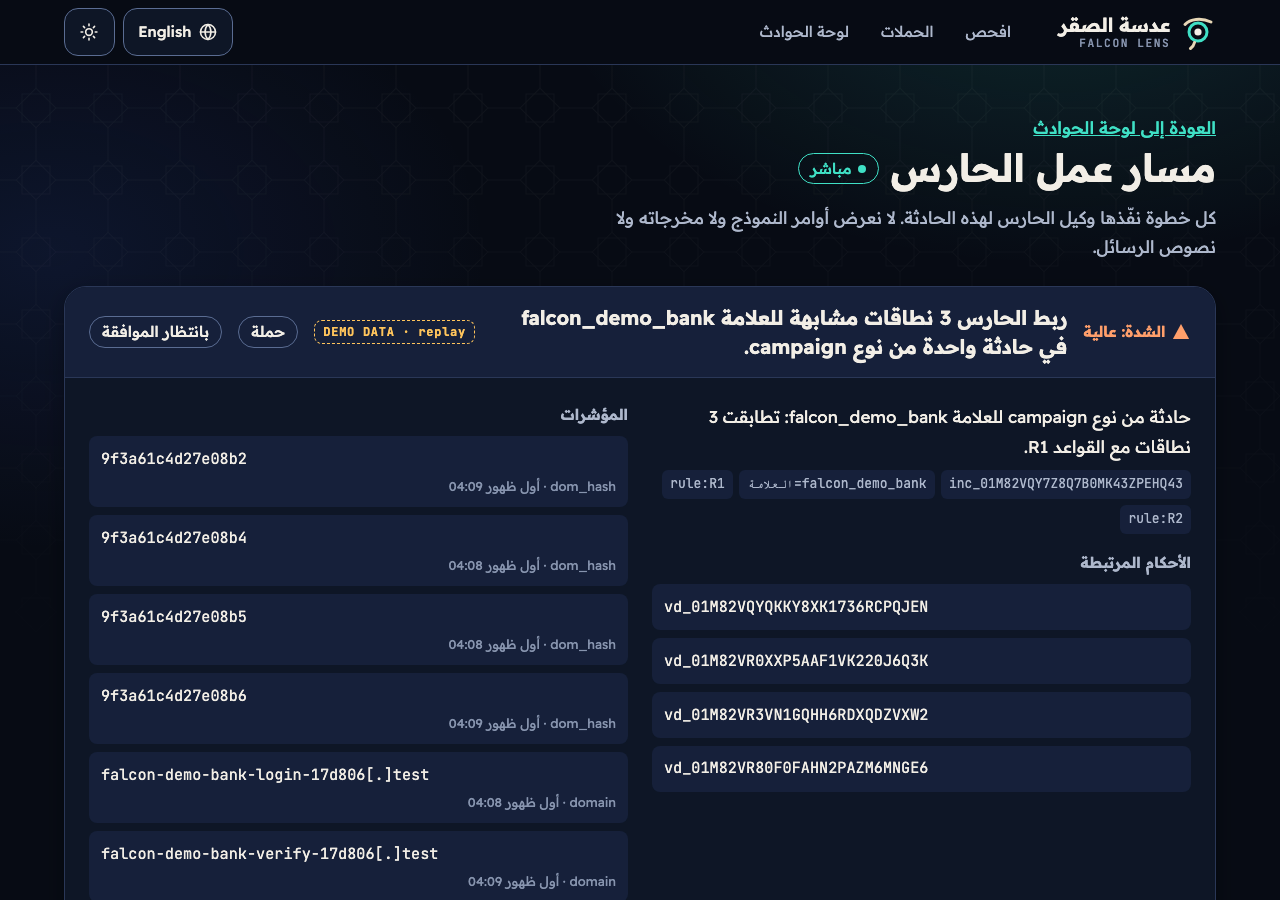 عدسة الصقر
FALCON LENS
افحص
الحملات
لوحة الحوادث
English
العودة إلى لوحة الحوادث
مسار عمل الحارس
مباشر
كل خطوة نفّذها وكيل الحارس لهذه الحادثة. لا نعرض أوامر النموذج ولا مخرجاته ولا
نصوص الرسائل.
الشدة: عالية
ربط الحارس 3 نطاقات مشابهة للعلامة falcon_demo_bank
في حادثة واحدة من نوع campaign.
DEMO DATA · replay
حملة
بانتظار الموافقة
حادثة من نوع campaign للعلامة falcon_demo_bank: تطابقت 3
نطاقات مع القواعد R1.
inc_01M82VQY7Z8Q7B0MK43ZPEHQ43
العلامة=falcon_demo_bank
rule:R1
rule:R2
الأحكام المرتبطة
vd_01M82VQYQKKY8XK1736RCPQJEN
vd_01M82VR0XXP5AAF1VK220J6Q3K
vd_01M82VR3VN1GQHH6RDXQDZVXW2
vd_01M82VR80F0FAHN2PAZM6MNGE6
المؤشرات
9f3a61c4d27e08b2
dom_hash · أول ظهور 04:09
9f3a61c4d27e08b4
dom_hash · أول ظهور 04:08
9f3a61c4d27e08b5
dom_hash · أول ظهور 04:08
9f3a61c4d27e08b6
dom_hash · أول ظهور 04:09
falcon-demo-bank-login-17d806[.]test
domain · أول ظهور 04:08
falcon-demo-bank-verify-17d806[.]test
domain · أول ظهور 04:09